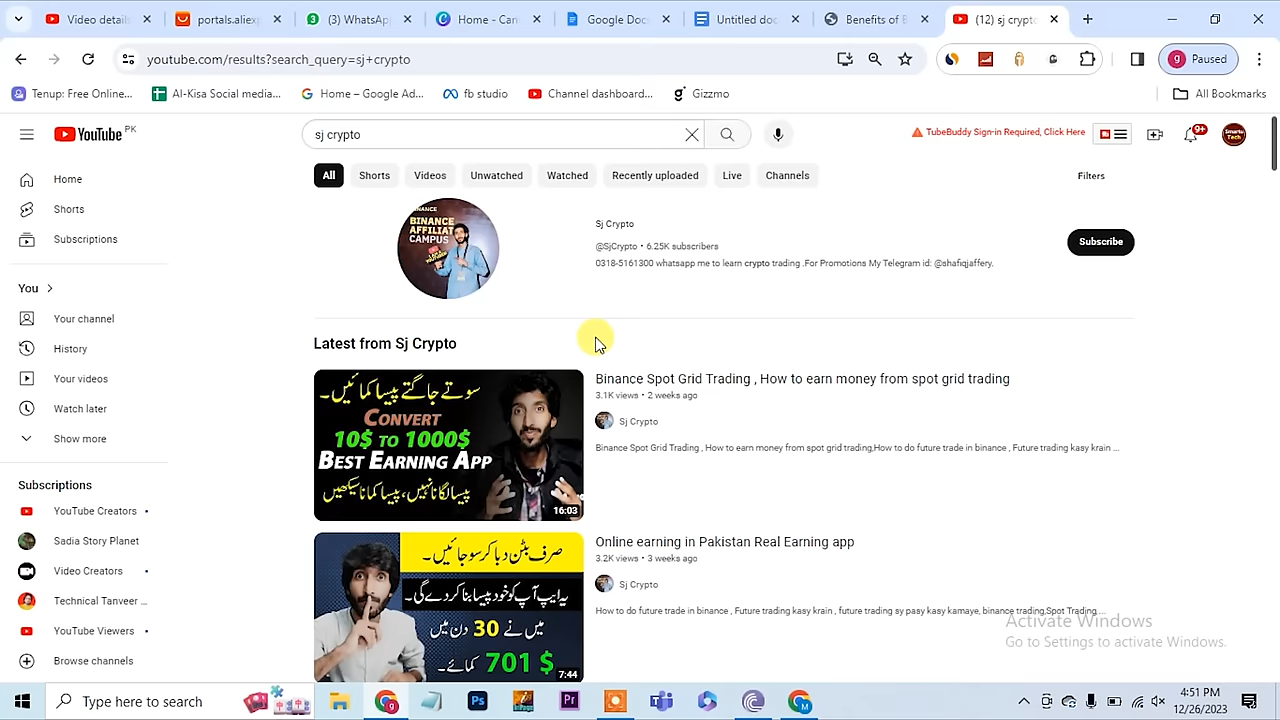 Video details
portals.aliex
(3) WhatsAp
Home - Can
Google Doc
Untitled doc
Benefits of E
(12) sj crypto
youtube.com/results?search_query=sj+crypto
Paused
Tenup: Free Onlin...
Al-Kisa Social media...
Home – Google Ad...
fb studio
Channel dashboard...
Gizmmo
All Bookmarks
YouTube PK
sj crypto
TubeBuddy Sign-in Required, Click Here
9+
Smartu Tech
All
Shorts
Videos
Unwatched
Watched
Recently uploaded
Live
Channels
Filters
Home
Shorts
Subscriptions
You
Your channel
History
Your videos
Watch later
Show more
Subscriptions
YouTube Creators
Sadia Story Planet
Video Creators
Technical Tanveer ...
YouTube Viewers
Browse channels
BINANCE
BINANCE
AFFILIAT
CAMPUS
Sj Crypto
@SjCrypto • 6.25K subscribers
0318-5161300 whatsapp me to learn crypto trading .For Promotions My Telegram id: @shafiqjaffery.
Subscribe
Latest from Sj Crypto
سوتے جاگتے پیسا کمائیں۔
CONVERT
10$ TO 1000$
BEST EARNING APP
پیسا لگانا نہیں، پیسا کمانا سیکھیں
16:03
Binance Spot Grid Trading , How to earn money from spot grid trading
3.1K views • 2 weeks ago
Sj Crypto
Binance Spot Grid Trading , How to earn money from spot grid trading,How to do future trade in binance , Future trading kasy krain ...
صرف بٹن دبا کر سو جائیں۔
یہ ایپ آپ کو خود پیسا بنا کر دے گی۔
میں نے 30 دن میں
701 $ کمائے۔
7:44
Online earning in Pakistan Real Earning app
3.2K views • 3 weeks ago
Sj Crypto
How to do future trade in binance , Future trading kasy krain , future trading sy pasy kasy kamaye, binance trading,Spot Trading...
Activate Windows
Go to Settings to activate Windows.
Type here to search
4:51 PM
12/26/2023